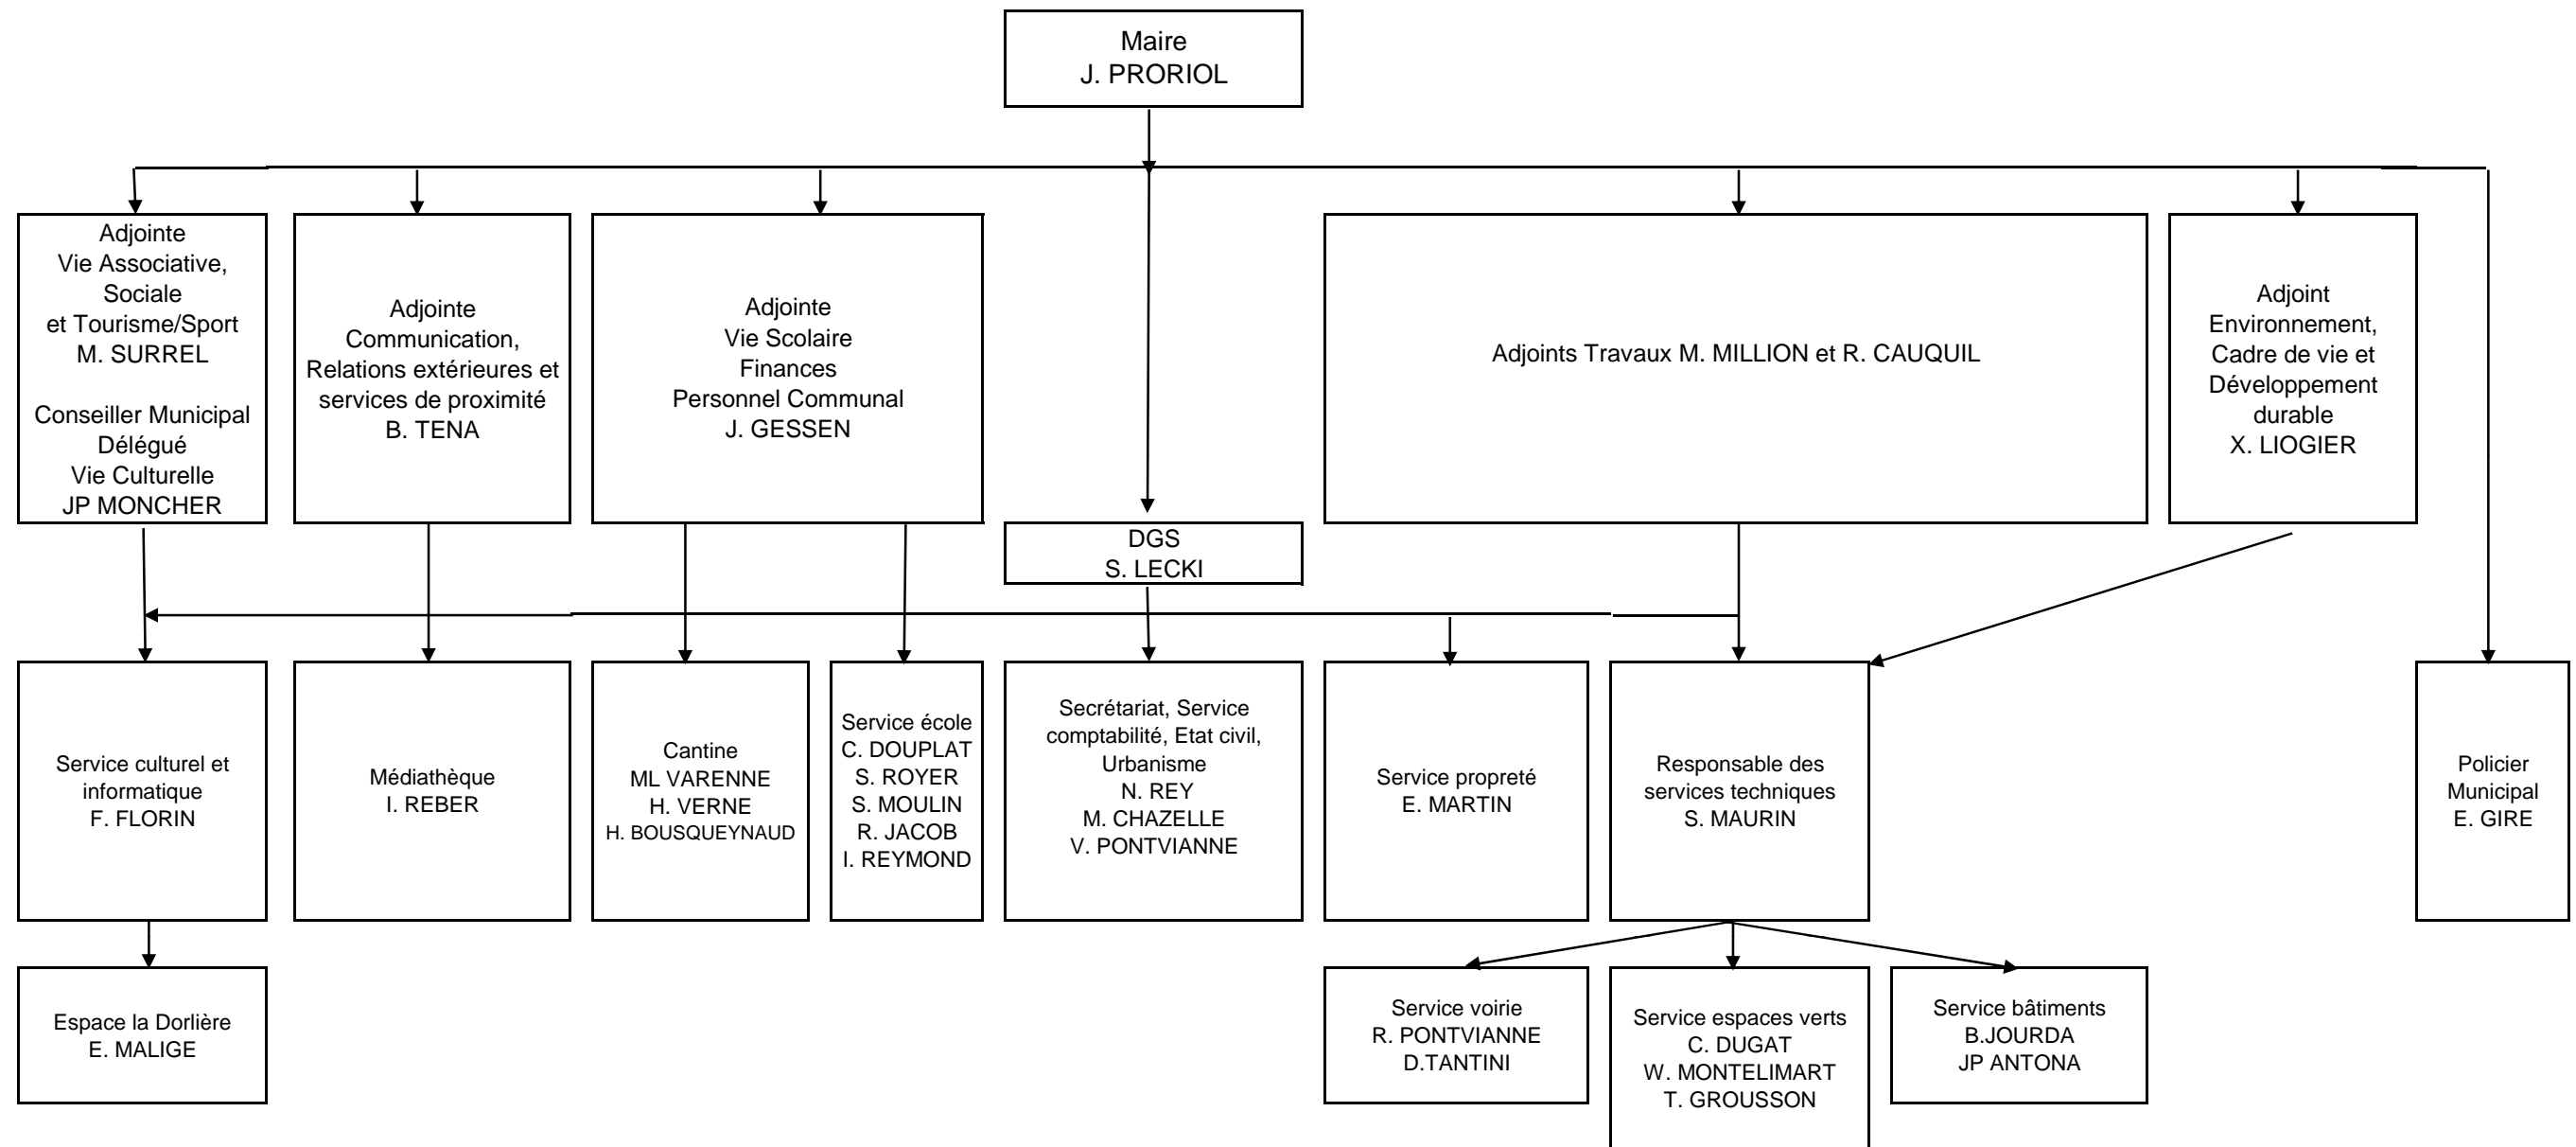 Maire
J. PRORIOL
Adjointe
Vie Associative,
Sociale
et Tourisme/Sport
M. SURREL
Conseiller Municipal
Délégué
Vie Culturelle
JP MONCHER
Adjointe
Communication,
Relations extérieures et
services de proximité
B. TENA
Adjointe
Vie Scolaire
Finances
Personnel Communal
J. GESSEN
Adjoints Travaux M. MILLION et R. CAUQUIL
Adjoint
Environnement,
Cadre de vie et
Développement
durable
X. LIOGIER
DGS
S. LECKI
Service culturel et
informatique
F. FLORIN
Médiathèque
I. REBER
Cantine
ML VARENNE
H. VERNE
H. BOUSQUEYNAUD
Service école
C. DOUPLAT
S. ROYER
S. MOULIN
R. JACOB
I. REYMOND
Secrétariat, Service
comptabilité, Etat civil,
Urbanisme
N. REY
M. CHAZELLE
V. PONTVIANNE
Service propreté
E. MARTIN
Responsable des
services techniques
S. MAURIN
Policier
Municipal
E. GIRE
Espace la Dorlière
E. MALIGE
Service voirie
R. PONTVIANNE
D.TANTINI
Service espaces verts
C. DUGAT
W. MONTELIMART
T. GROUSSON
Service bâtiments
B.JOURDA
JP ANTONA